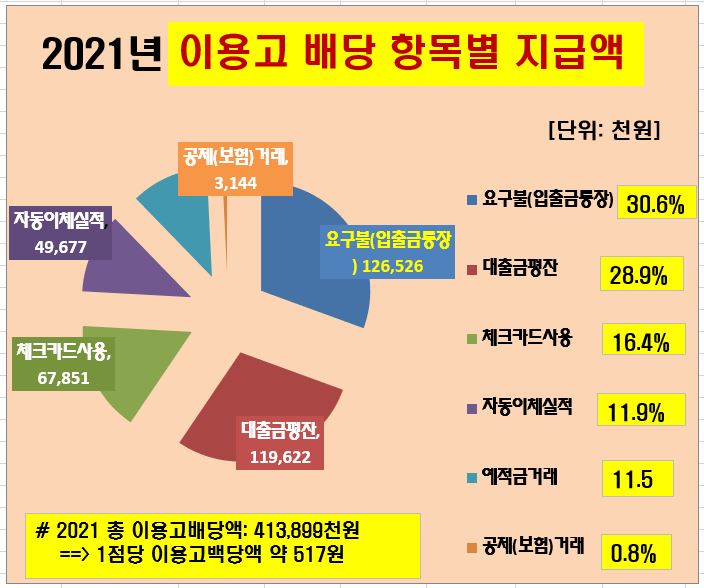 2021년 이용고 배당 항목별 지급액
[단위: 천원]
공제(보험)거래,
3,144
자동이체실적,
49,677
요구불(입출금통장
) 126,526
체크카드사용,
67,851
대출금평잔,
119,622
요구불(입출금통장) 30.6%
대출금평잔 28.9%
체크카드사용 16.4%
자동이체실적 11.9%
예적금거래 11.5
공제(보험)거래 0.8%
# 2021 총 이용고배당액: 413,899천원
==> 1점당 이용고백당액 약 517원